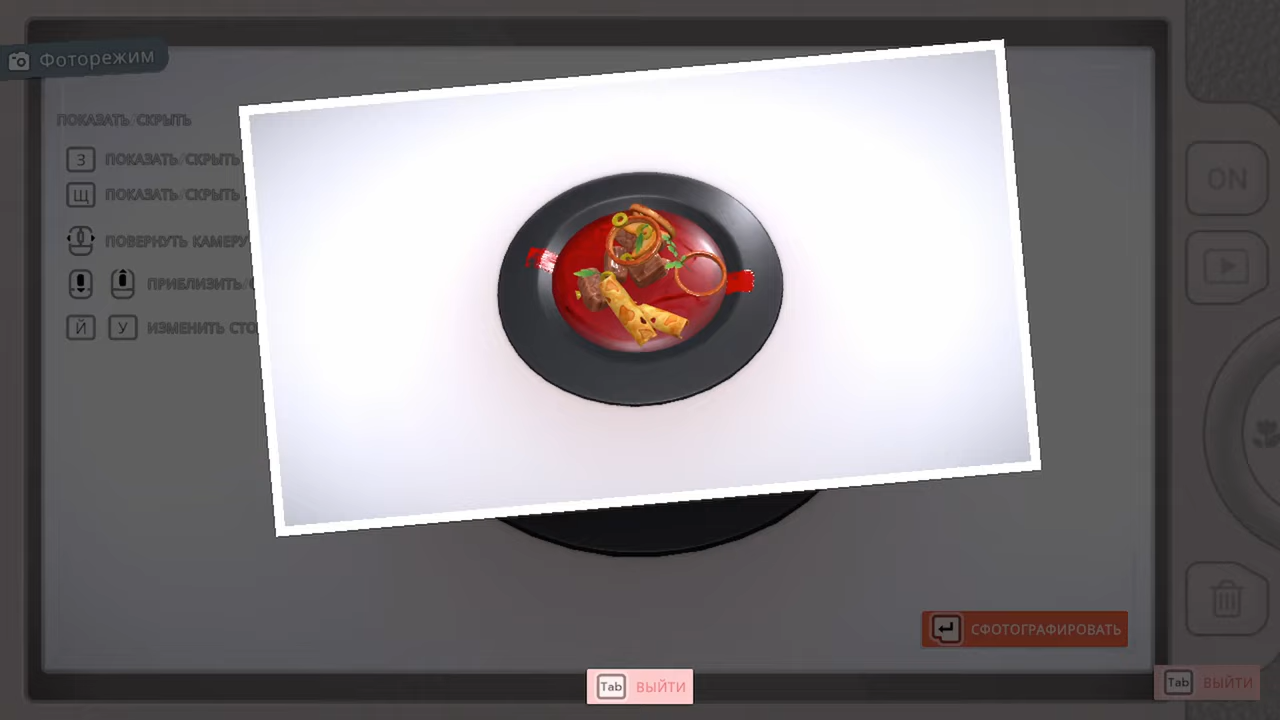 Фоторежим
ПОКАЗАТЬ/СКРЫТЬ
З ПОКАЗАТЬ/СКРЫТЬ
Щ ПОКАЗАТЬ/СКРЫТЬ
ПОВЕРНУТЬ КАМЕРУ
ПРИБЛИЗИТЬ/
Й У ИЗМЕНИТЬ
ON
СФОТОГРАФИРОВАТЬ
Tab ВЫЙТИ
Tab ВЫЙТИ